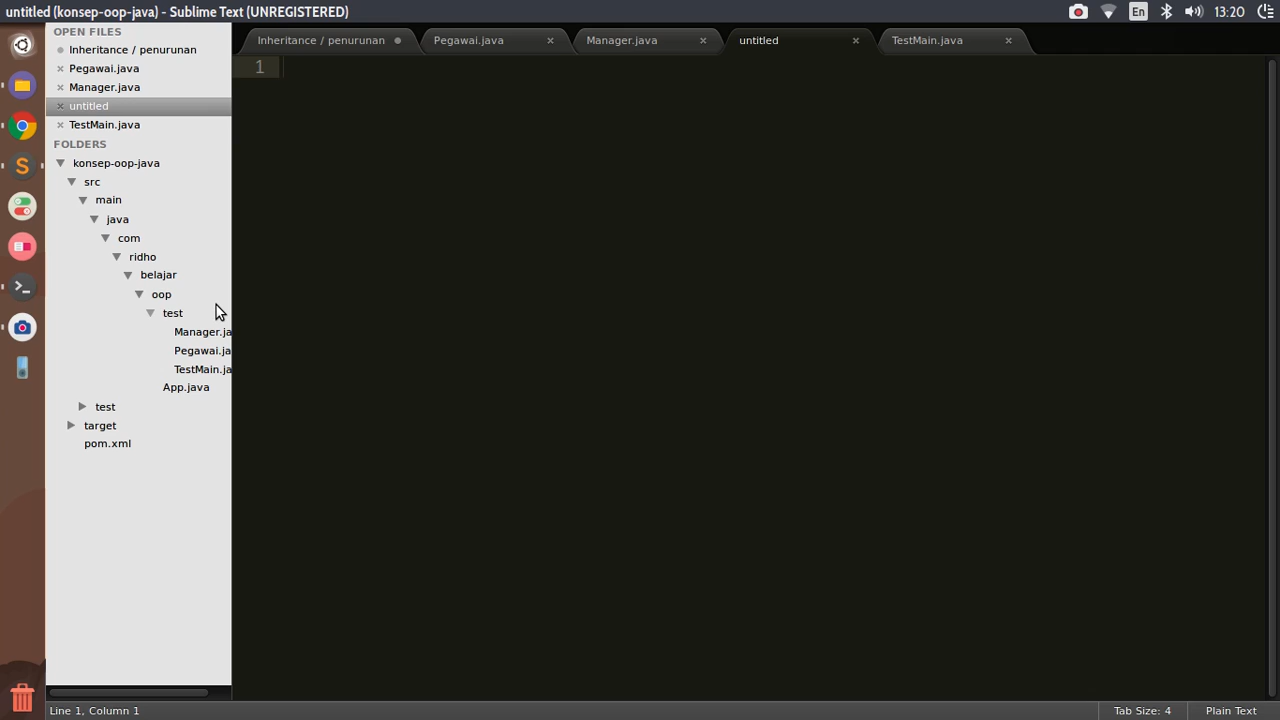 untitled (konsep-oop-java) - Sublime Text (UNREGISTERED)
En
13:20
OPEN FILES
Inheritance / penurunan
Pegawai.java
Manager.java
untitled
TestMain.java
FOLDERS
konsep-oop-java
src
main
java
com
ridho
belajar
oop
test
Manager.ja
Pegawai.ja
TestMain.ja
App.java
test
target
pom.xml
Inheritance / penurunan
Pegawai.java
Manager.java
untitled
TestMain.java
1
Line 1, Column 1
Tab Size: 4
Plain Text